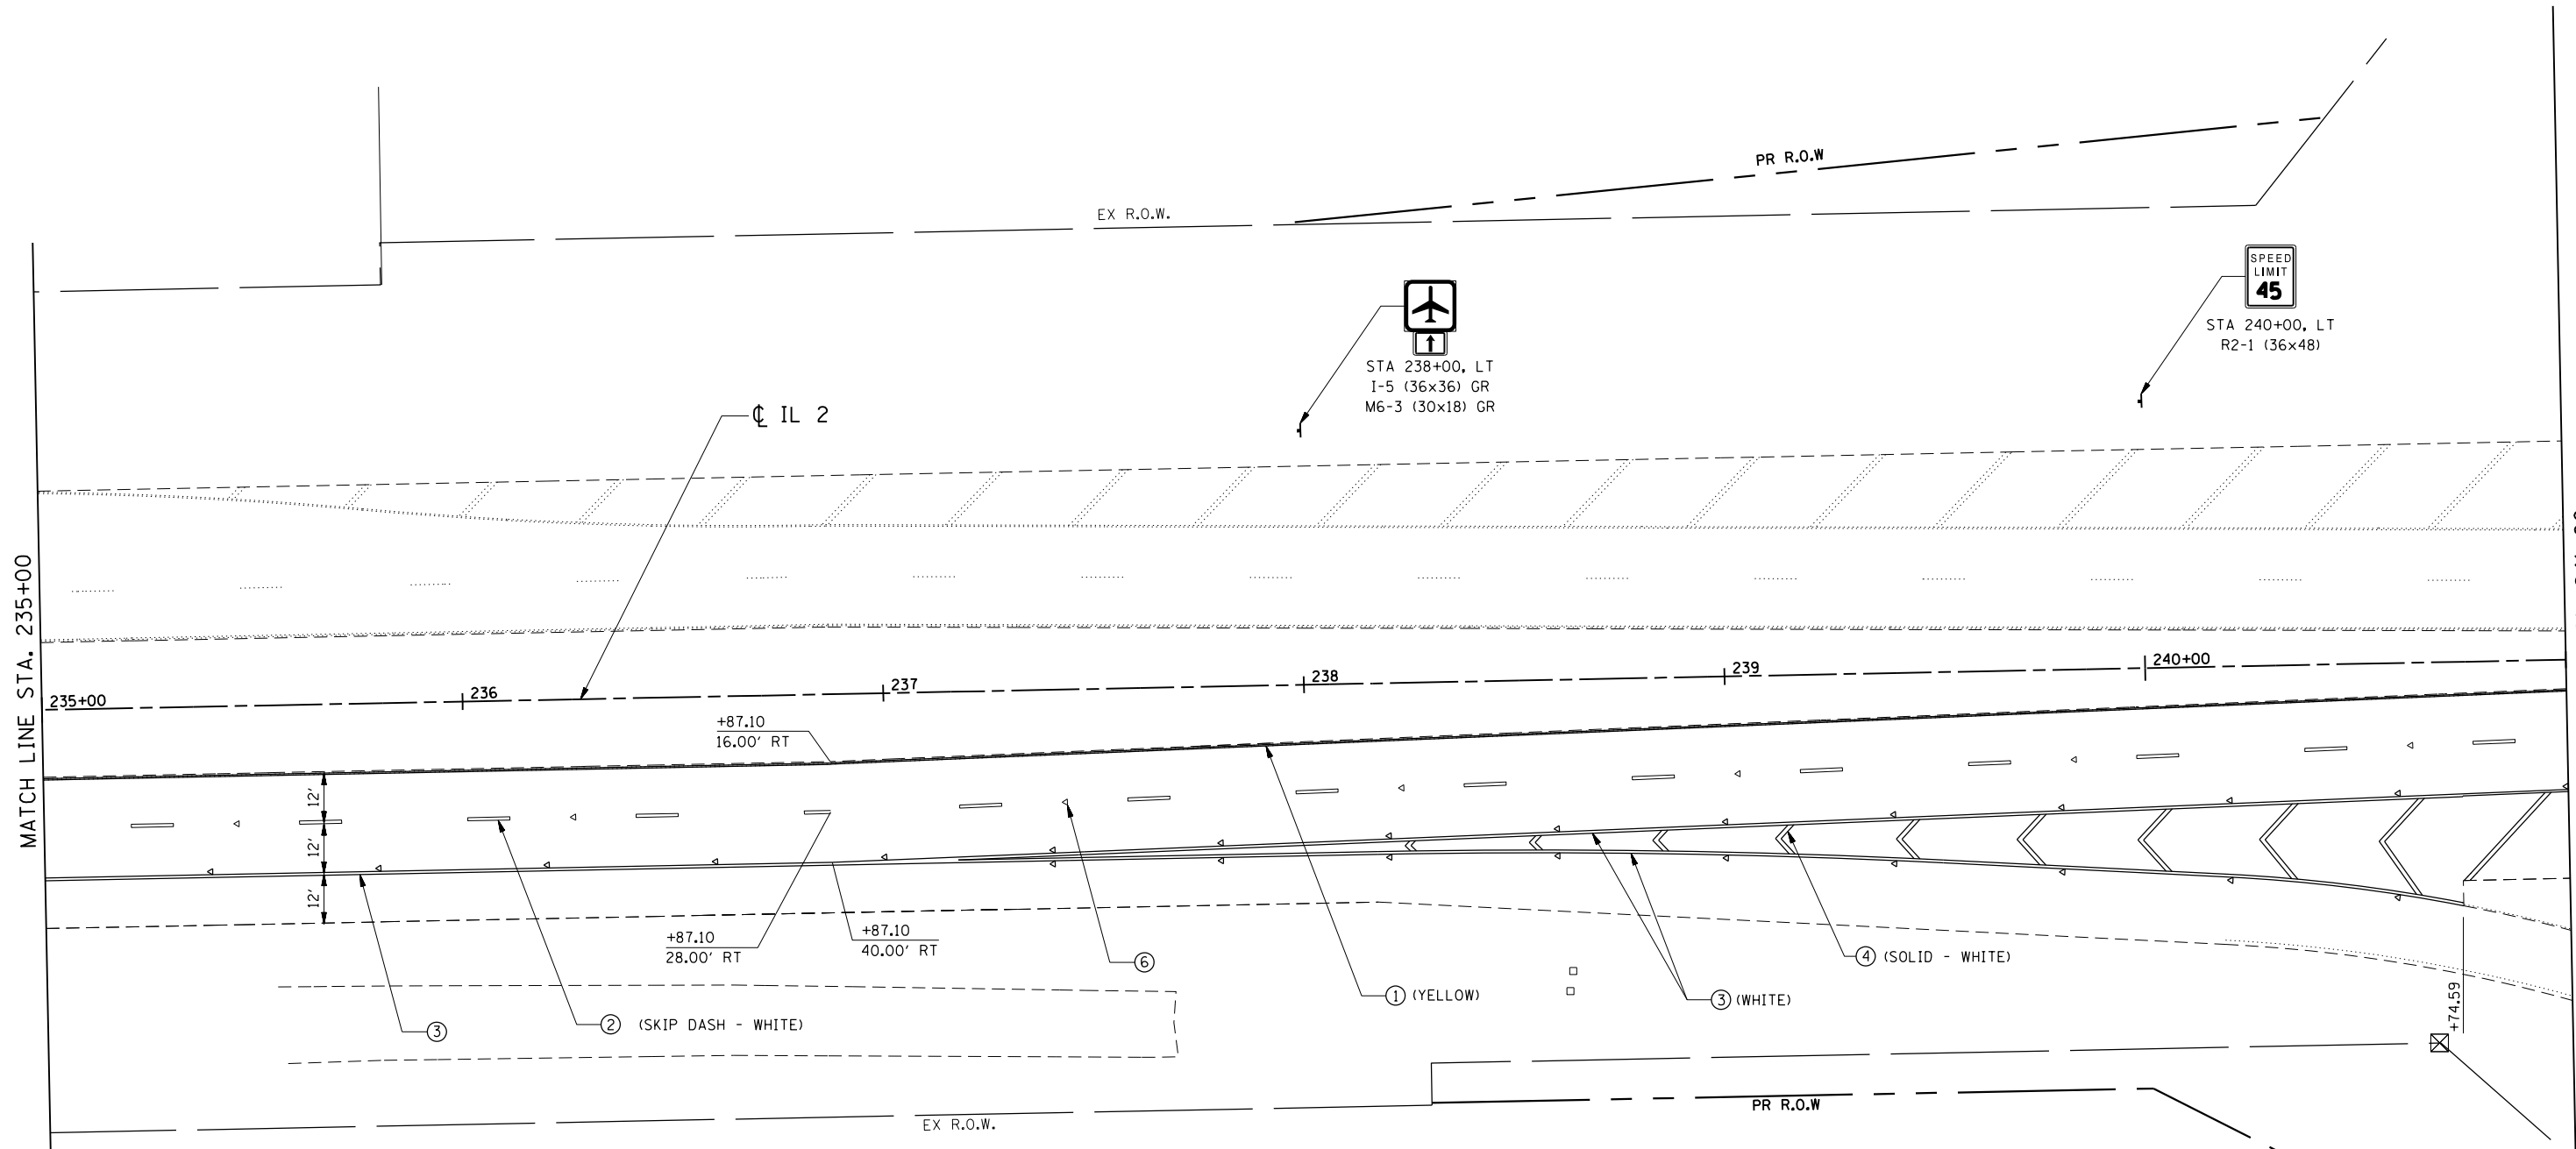 PR R.O.W
EX R.O.W.
SPEED
LIMIT
45
STA 240+00, LT
R2-1 (36x48)
STA 238+00, LT
I-5 (36x36) GR
M6-3 (30x18) GR
℄ IL 2
MATCH LINE STA. 235+00
235+00
236
237
238
239
240+00
+87.10
16.00' RT
12'
12'
12'
+87.10
28.00' RT
+87.10
40.00' RT
6
4 (SOLID - WHITE)
1 (YELLOW)
3 (WHITE)
2 (SKIP DASH - WHITE)
3
+74.59
PR R.O.W
EX R.O.W.